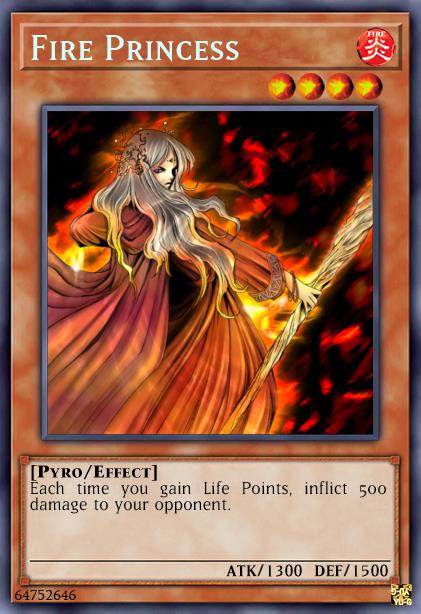 Fire Princess
FIRE
炎
[Pyro/Effect]
Each time you gain Life Points, inflict 500
damage to your opponent.
ATK/1300 DEF/1500
64752646